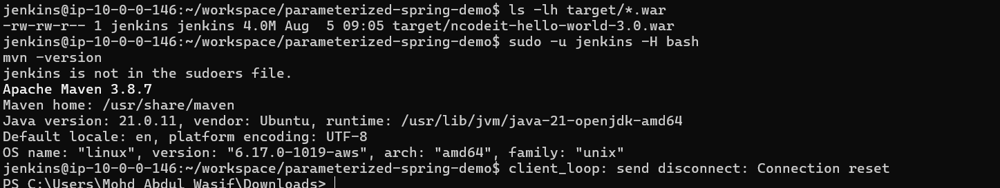 jenkins@ip-10-0-0-146:~/workspace/parameterized-spring-demo$ ls -lh target/*.war
-rw-rw-r-- 1 jenkins jenkins 4.0M Aug  5 09:05 target/ncodeit-hello-world-3.0.war
jenkins@ip-10-0-0-146:~/workspace/parameterized-spring-demo$ sudo -u jenkins -H bash
mvn -version
jenkins is not in the sudoers file.
Apache Maven 3.8.7
Maven home: /usr/share/maven
Java version: 21.0.11, vendor: Ubuntu, runtime: /usr/lib/jvm/java-21-openjdk-amd64
Default locale: en, platform encoding: UTF-8
OS name: "linux", version: "6.17.0-1019-aws", arch: "amd64", family: "unix"
jenkins@ip-10-0-0-146:~/workspace/parameterized-spring-demo$ client_loop: send disconnect: Connection reset
PS C:\Users\Mohd Abdul Wasif\Downloads>